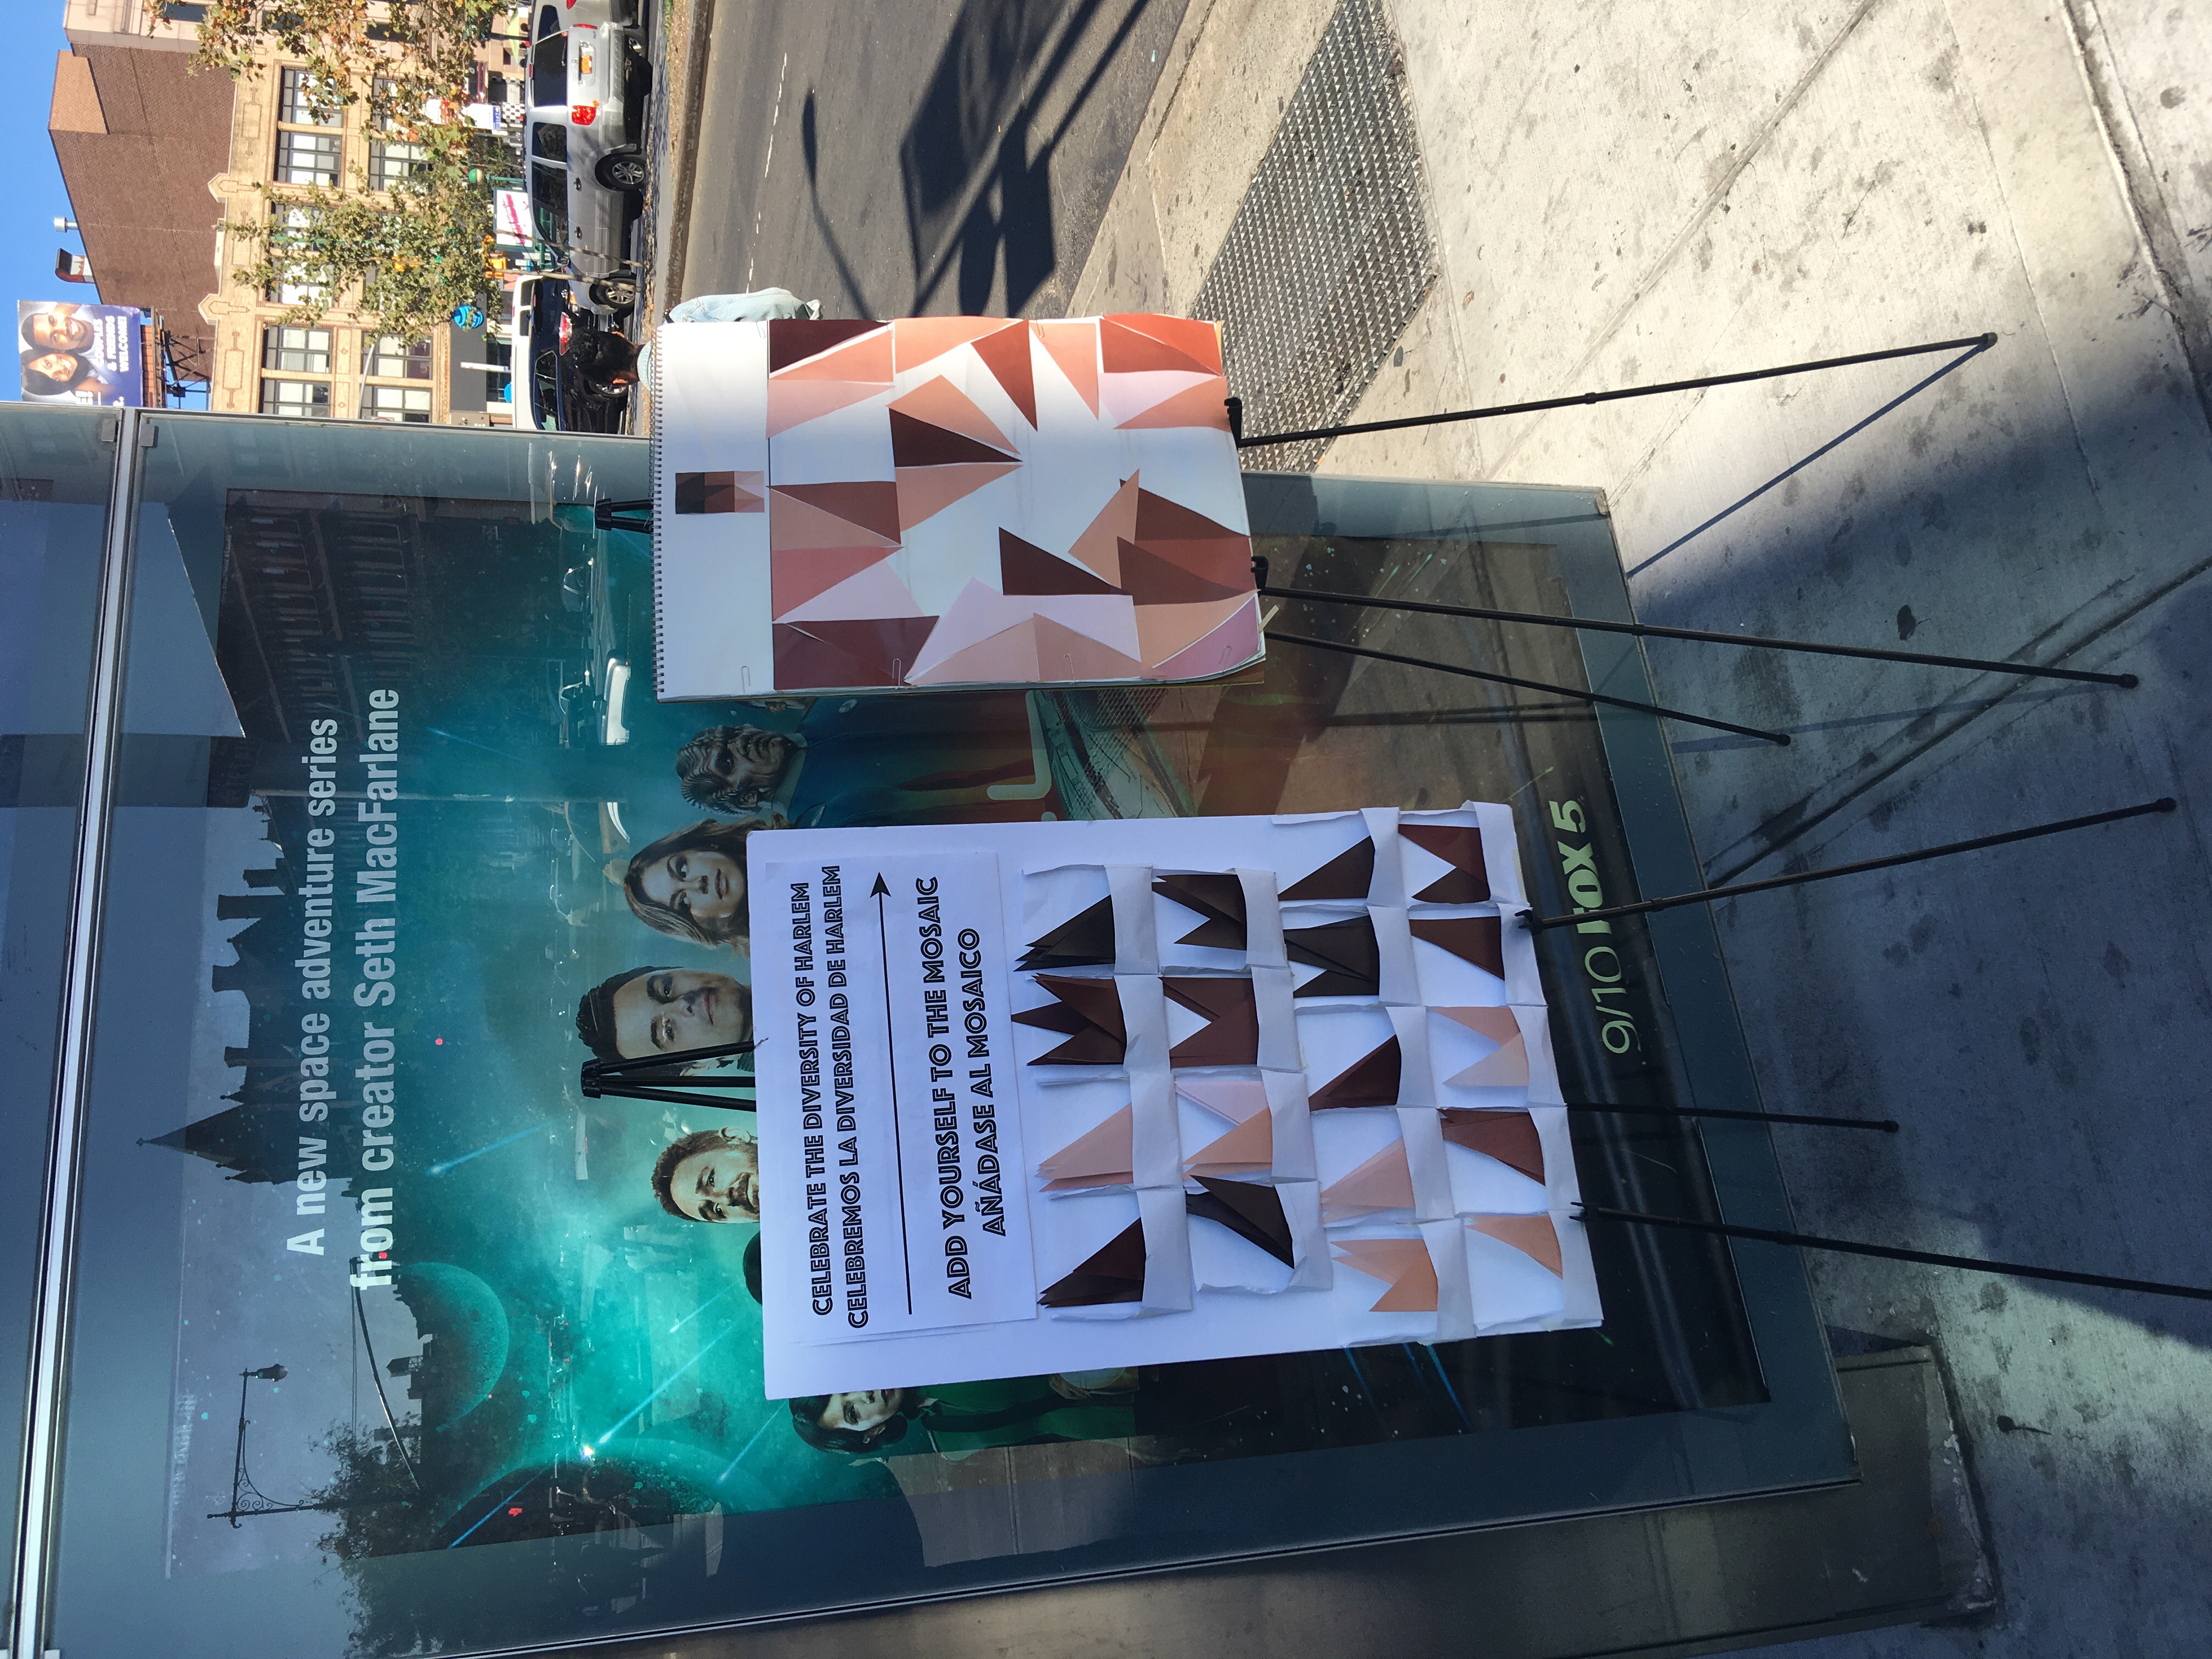 A new space adventure series
from creator Seth MacFarlane
COUPLES
& FRIENDS
WELCOME!
CELEBRATE THE DIVERSITY OF HARLEM
CELEBREMOS LA DIVERSIDAD DE HARLEM
ADD YOURSELF TO THE MOSAIC
AÑÁDASE AL MOSAICO
9/10 FOX 5